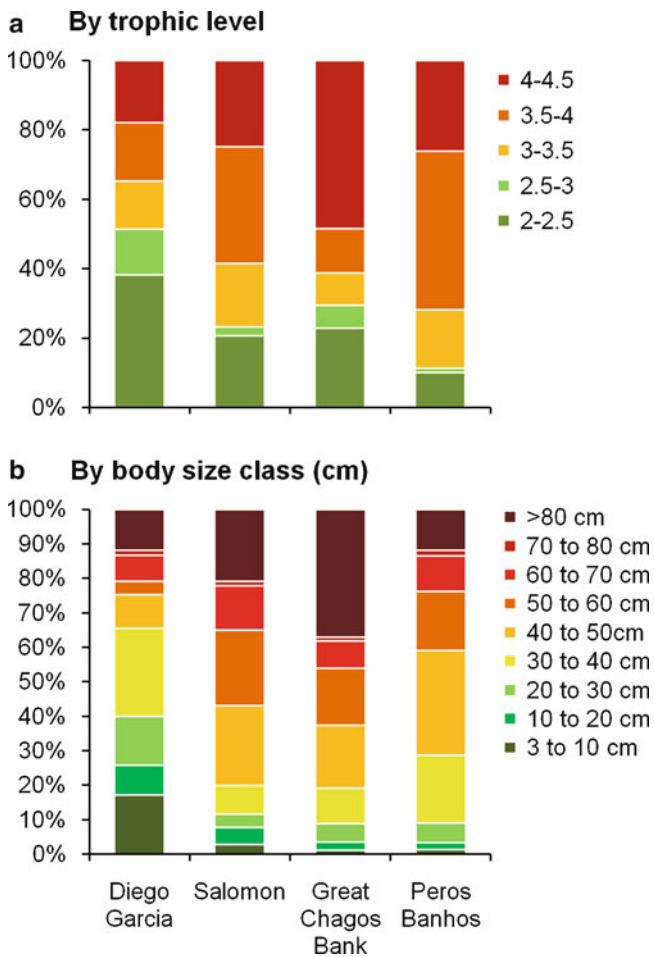 a By trophic level
100%
80%
60%
40%
20%
0%
4-4.5
3.5-4
3-3.5
2.5-3
2-2.5
b By body size class (cm)
100%
90%
80%
70%
60%
50%
40%
30%
20%
10%
0%
>80 cm
70 to 80 cm
60 to 70 cm
50 to 60 cm
40 to 50cm
30 to 40 cm
20 to 30 cm
10 to 20 cm
3 to 10 cm
Diego
Garcia
Salomon
Great
Chagos
Bank
Peros
Banhos